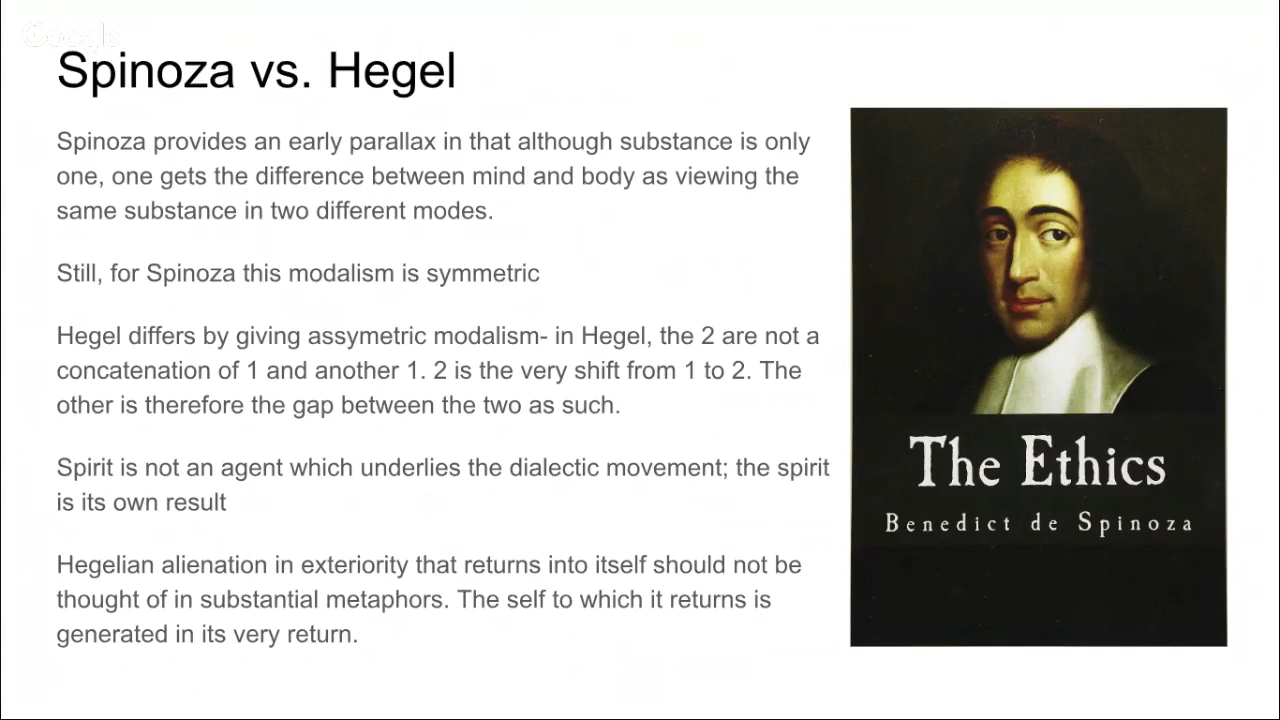 Google
Spinoza vs. Hegel
Spinoza provides an early parallax in that although substance is only
one, one gets the difference between mind and body as viewing the
same substance in two different modes.
Still, for Spinoza this modalism is symmetric
Hegel differs by giving assymetric modalism- in Hegel, the 2 are not a
concatenation of 1 and another 1. 2 is the very shift from 1 to 2. The
other is therefore the gap between the two as such.
Spirit is not an agent which underlies the dialectic movement; the spirit
is its own result
Hegelian alienation in exteriority that returns into itself should not be
thought of in substantial metaphors. The self to which it returns is
generated in its very return.
The Ethics
Benedict de Spinoza